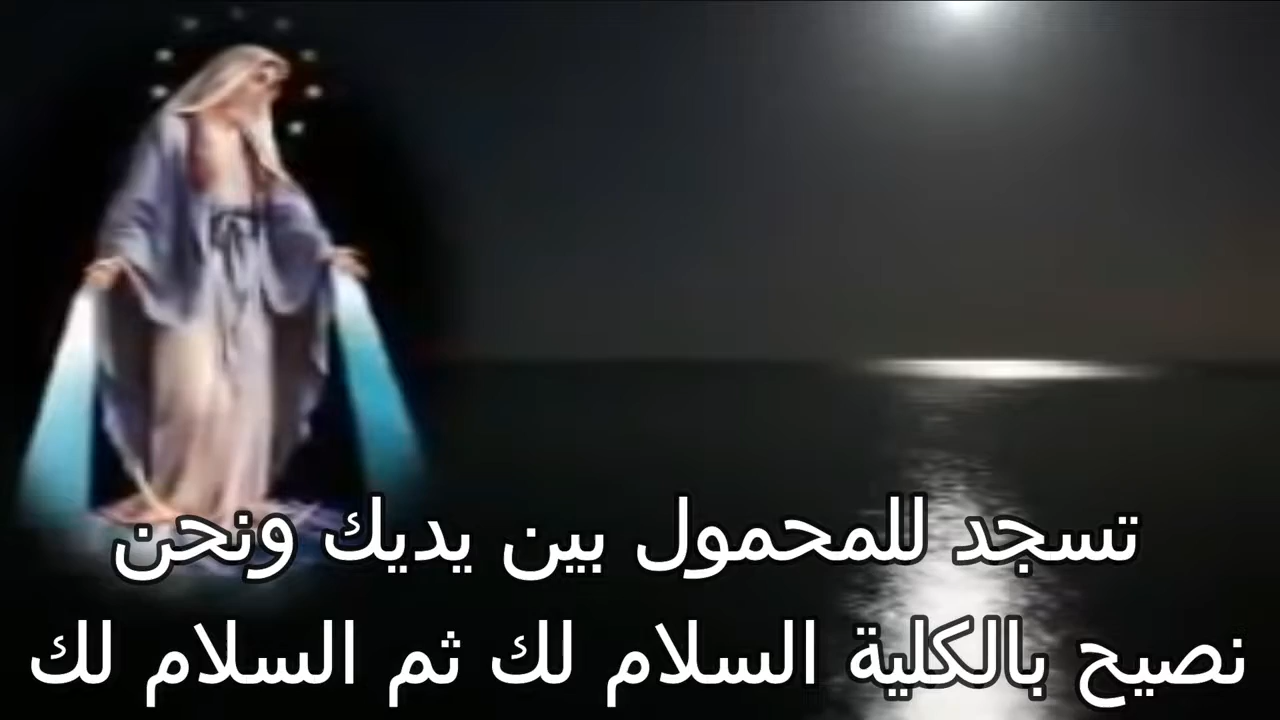 تسجد للمحمول بين يديك ونحن
نصيح بالكلية السلام لك ثم السلام لك